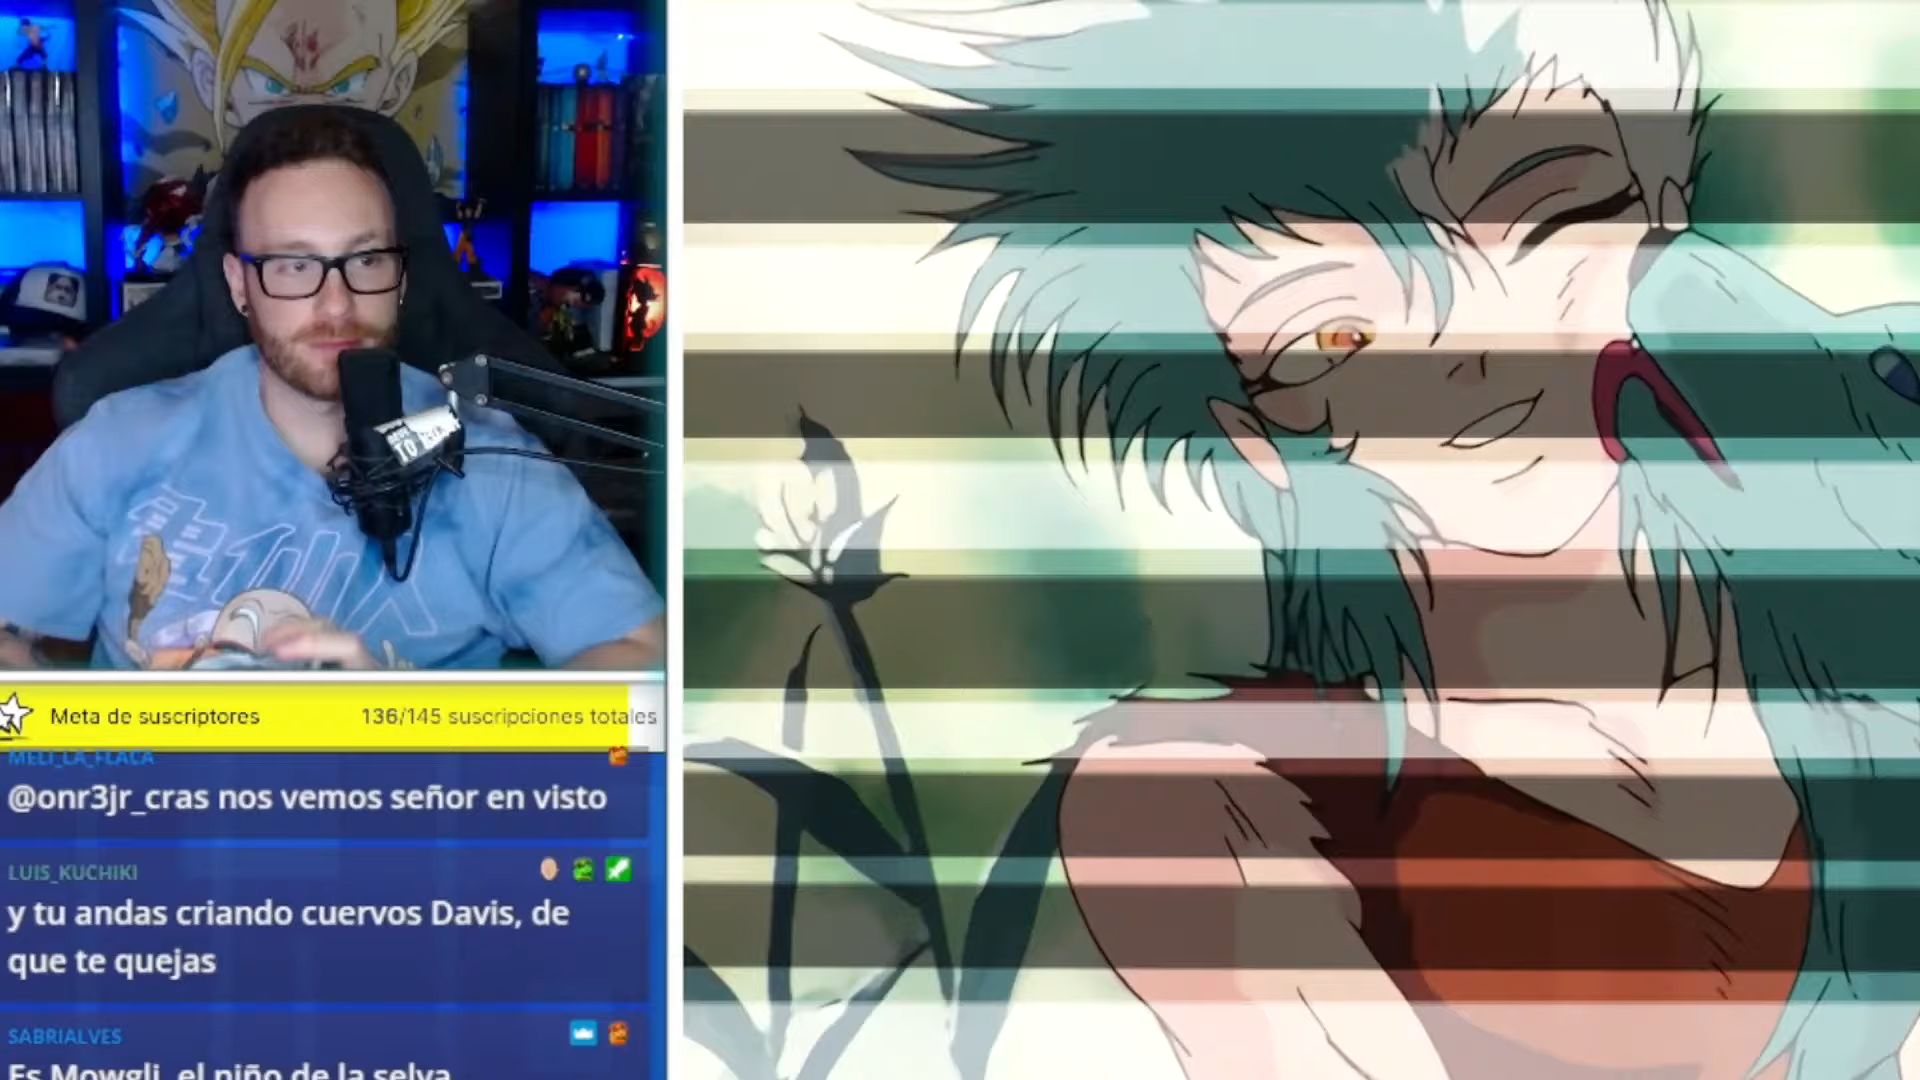 Meta de suscriptores 136/145 suscripciones totales
MELI_LA_FLACA
@onr3jr_cras nos vemos señor en visto
LUIS_KUCHIKI
y tu andas criando cuervos Davis, de
que te quejas
SABRIALVES
Es Mowgli, el niño de la selva